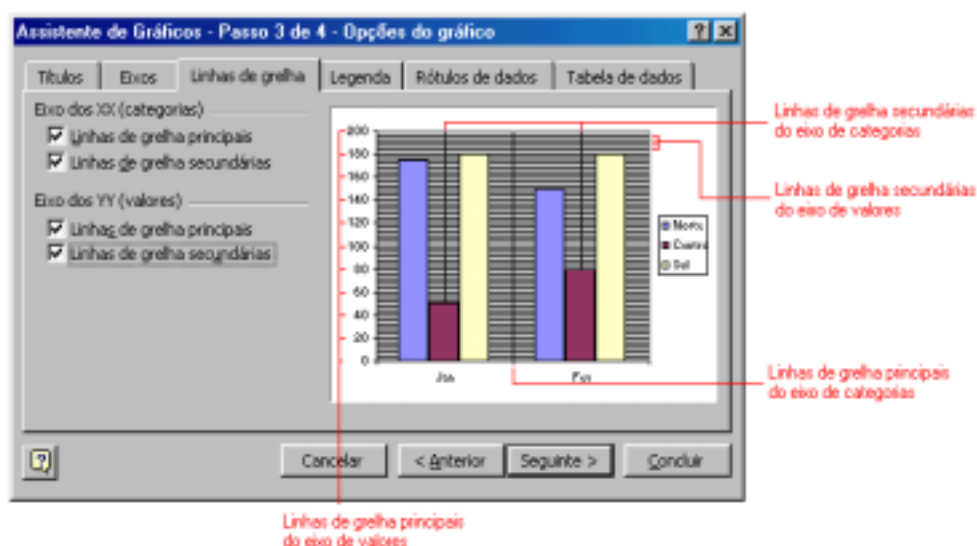 Assistente de Gráficos - Passo 3 de 4 - Opções do gráfico
Títulos
Eixos
Linhas de grelha
Legenda
Rótulos de dados
Tabela de dados
Eixo dos XX (categorias)
Linhas de grelha principais
Linhas de grelha secundárias
Eixo dos YY (valores)
Linhas de grelha principais
Linhas de grelha secundárias
200
180
160
140
120
100
80
60
40
20
0
Jan
Norte
Centro
Sul
Linhas de grelha secundárias
do eixo de categorias
Linhas de grelha secundárias
do eixo de valores
Linhas de grelha principais
do eixo de categorias
Cancelar
< Anterior
Seguinte >
Concluir
Linhas de grelha principais
do eixo de valores